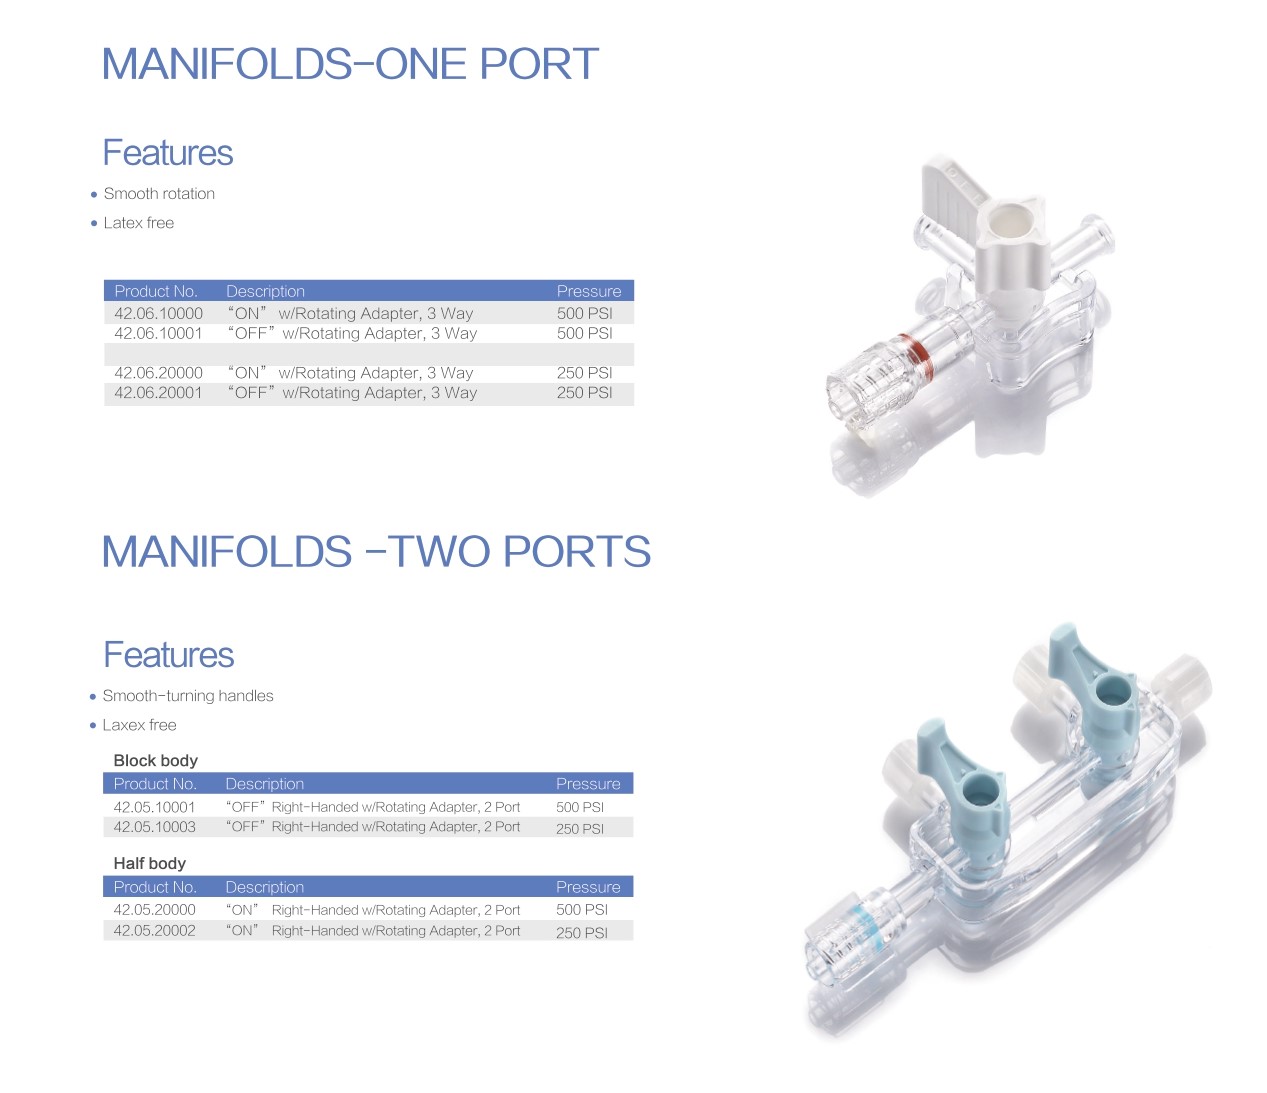 MANIFOLDS-ONE PORT
Features
• Smooth rotation
• Latex free
Product No. Description Pressure
42.06.10000 “ON” w/Rotating Adapter, 3 Way 500 PSI
42.06.10001 “OFF” w/Rotating Adapter, 3 Way 500 PSI
42.06.20000 “ON” w/Rotating Adapter, 3 Way 250 PSI
42.06.20001 “OFF” w/Rotating Adapter, 3 Way 250 PSI
MANIFOLDS -TWO PORTS
Features
• Smooth-turning handles
• Laxex free
Block body
Product No. Description Pressure
42.05.10001 “OFF” Right-Handed w/Rotating Adapter, 2 Port 500 PSI
42.05.10003 “OFF” Right-Handed w/Rotating Adapter, 2 Port 250 PSI
Half body
Product No. Description Pressure
42.05.20000 “ON” Right-Handed w/Rotating Adapter, 2 Port 500 PSI
42.05.20002 “ON” Right-Handed w/Rotating Adapter, 2 Port 250 PSI